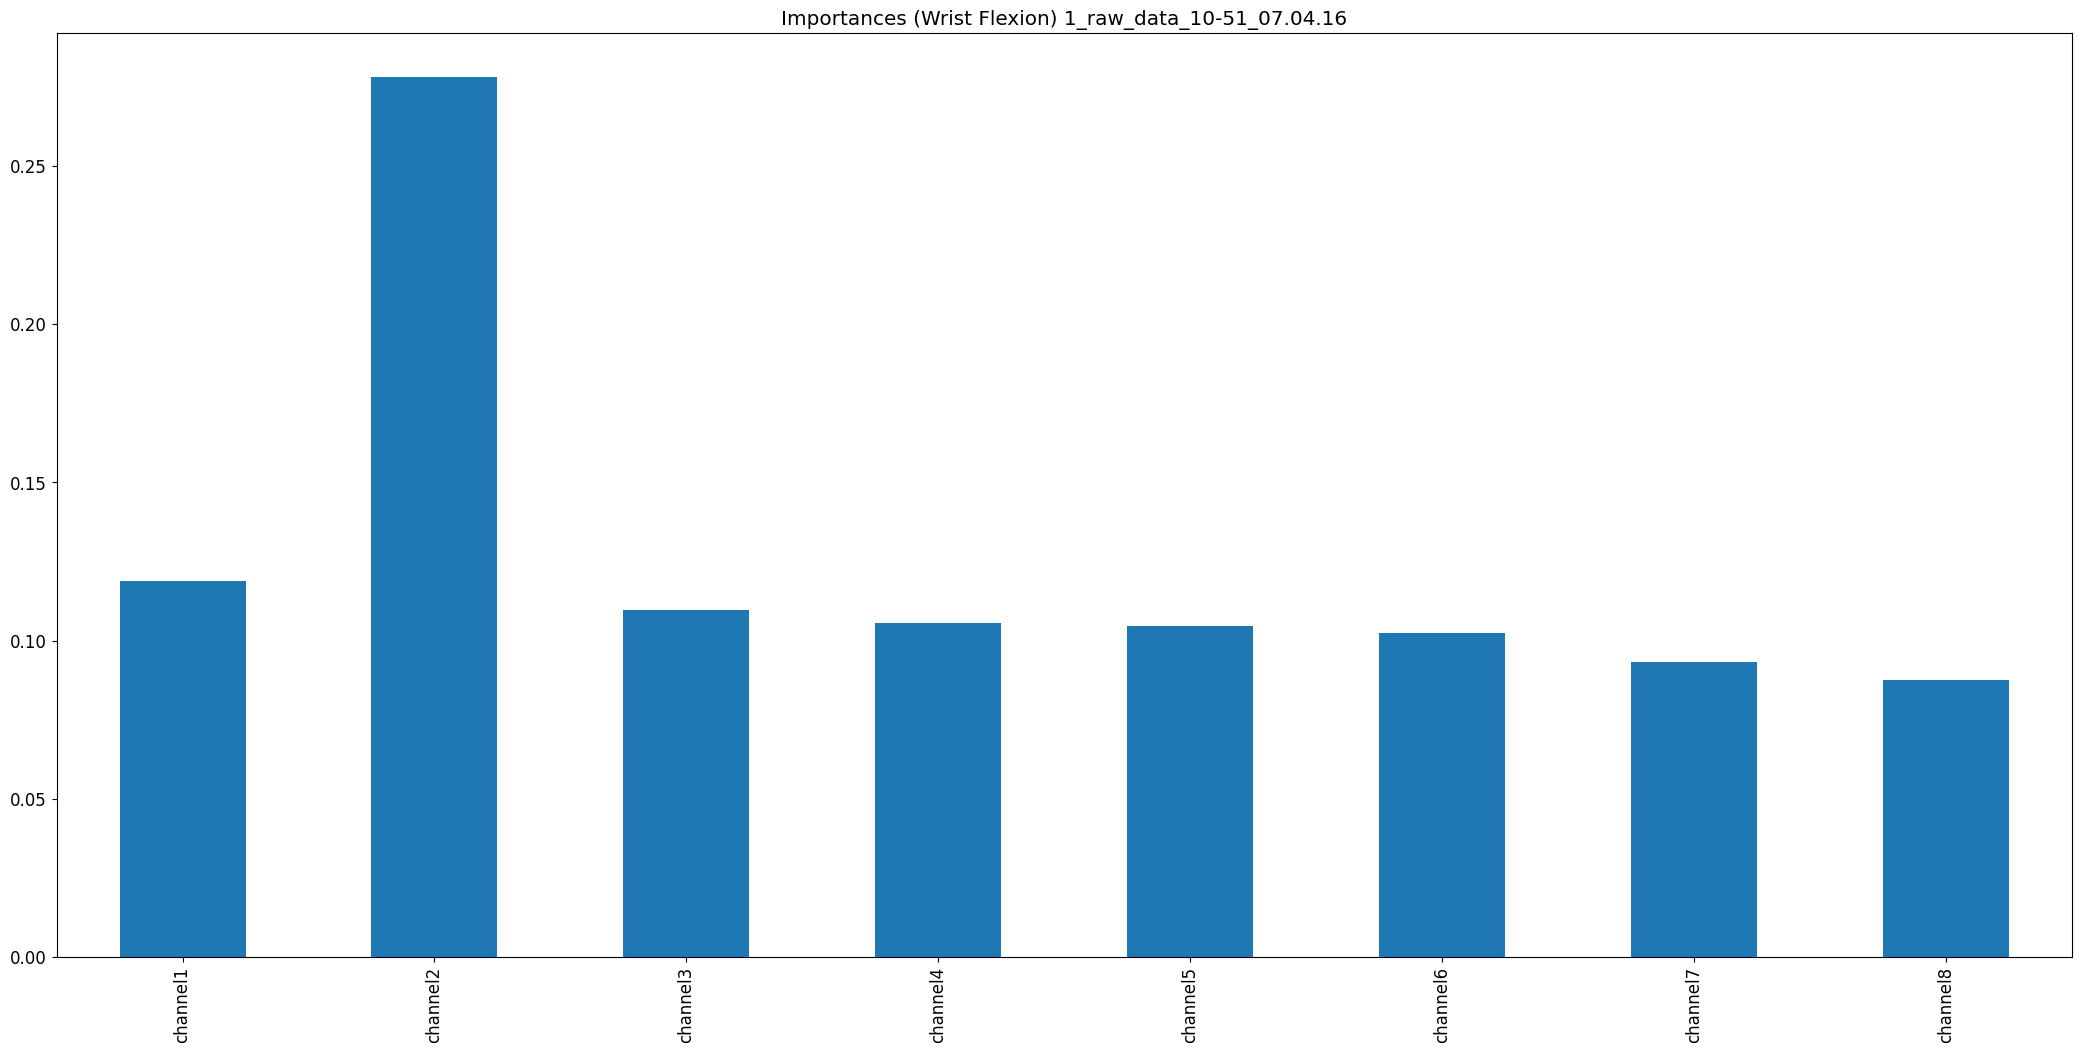 Importances (Wrist Flexion) 1_raw_data_10-51_07.04.16
0.25
0.20
0.15
0.10
0.05
0.00
channel1
channel2
channel3
channel4
channel5
channel6
channel7
channel8